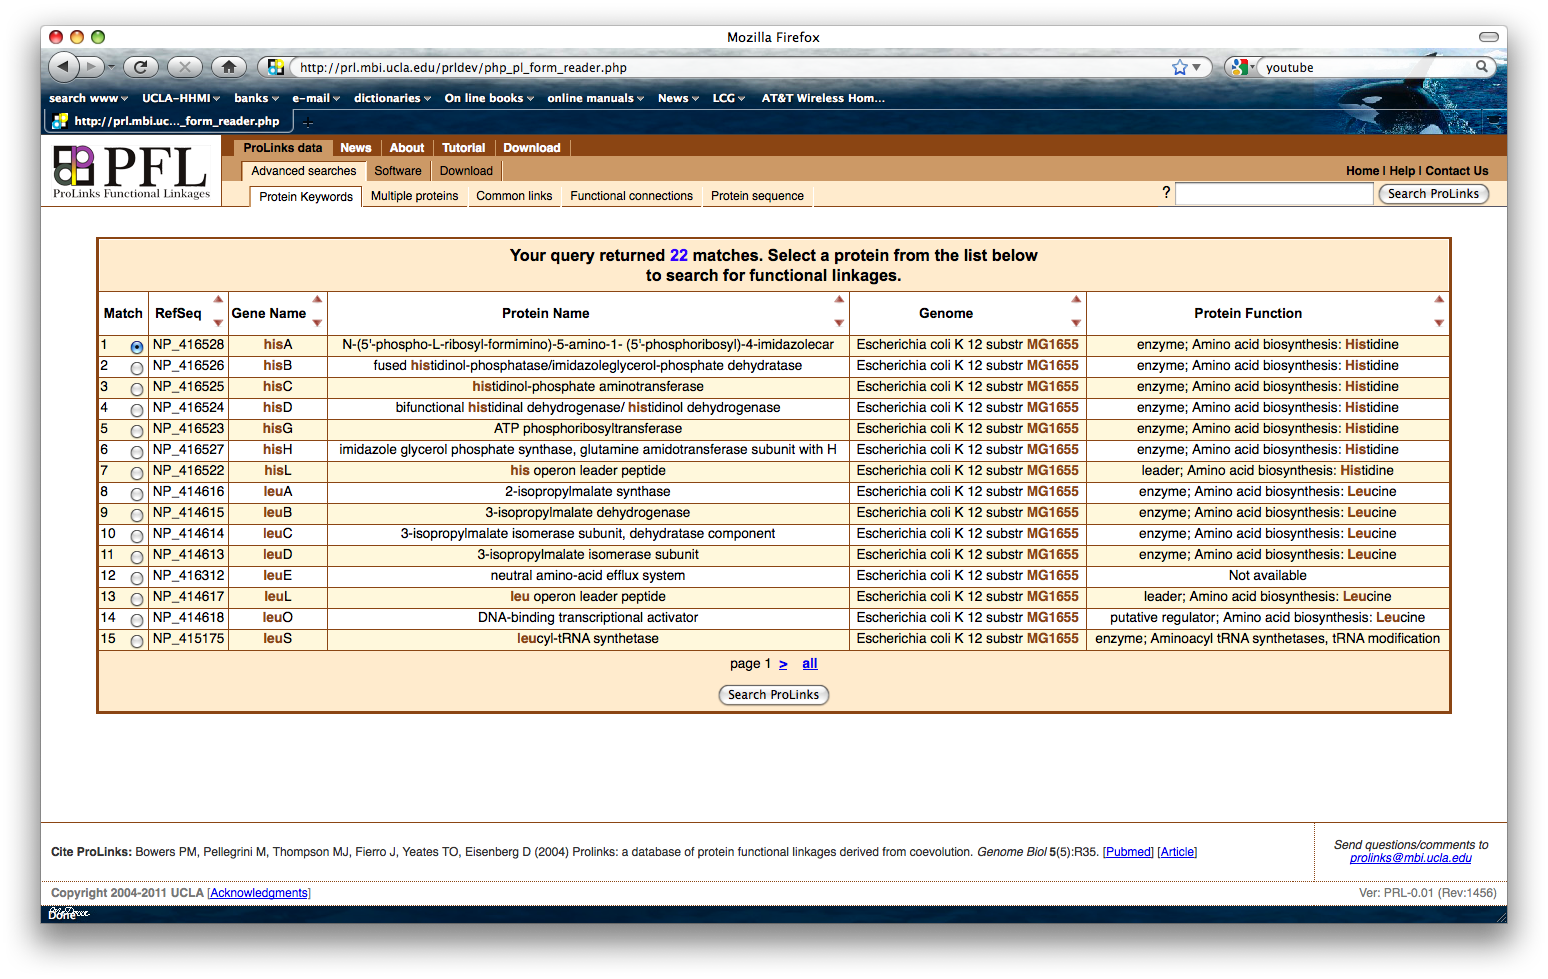 Mozilla Firefox
http://prl.mbi.ucla.edu/prldev/php_pl_form_reader.php
youtube
search www UCLA-HHMI banks e-mail dictionaries On line books online manuals News LCG AT&T Wireless Hom...
http://prl.mbi.uc..._form_reader.php
PFL
ProLinks Functional Linkages
ProLinks data News About Tutorial Download
Advanced searches Software Download
Home | Help | Contact Us
Protein Keywords Multiple proteins Common links Functional connections Protein sequence
? Search ProLinks
Your query returned 22 matches. Select a protein from the list below
to search for functional linkages.
Match RefSeq Gene Name Protein Name Genome Protein Function
1 NP_416528 hisA N-(5'-phospho-L-ribosyl-formimino)-5-amino-1- (5'-phosphoribosyl)-4-imidazolecar Escherichia coli K 12 substr MG1655 enzyme; Amino acid biosynthesis: Histidine
2 NP_416526 hisB fused histidinol-phosphatase/imidazoleglycerol-phosphate dehydratase Escherichia coli K 12 substr MG1655 enzyme; Amino acid biosynthesis: Histidine
3 NP_416525 hisC histidinol-phosphate aminotransferase Escherichia coli K 12 substr MG1655 enzyme; Amino acid biosynthesis: Histidine
4 NP_416524 hisD bifunctional histidinal dehydrogenase/ histidinol dehydrogenase Escherichia coli K 12 substr MG1655 enzyme; Amino acid biosynthesis: Histidine
5 NP_416523 hisG ATP phosphoribosyltransferase Escherichia coli K 12 substr MG1655 enzyme; Amino acid biosynthesis: Histidine
6 NP_416527 hisH imidazole glycerol phosphate synthase, glutamine amidotransferase subunit with H Escherichia coli K 12 substr MG1655 enzyme; Amino acid biosynthesis: Histidine
7 NP_416522 hisL his operon leader peptide Escherichia coli K 12 substr MG1655 leader; Amino acid biosynthesis: Histidine
8 NP_414616 leuA 2-isopropylmalate synthase Escherichia coli K 12 substr MG1655 enzyme; Amino acid biosynthesis: Leucine
9 NP_414615 leuB 3-isopropylmalate dehydrogenase Escherichia coli K 12 substr MG1655 enzyme; Amino acid biosynthesis: Leucine
10 NP_414614 leuC 3-isopropylmalate isomerase subunit, dehydratase component Escherichia coli K 12 substr MG1655 enzyme; Amino acid biosynthesis: Leucine
11 NP_414613 leuD 3-isopropylmalate isomerase subunit Escherichia coli K 12 substr MG1655 enzyme; Amino acid biosynthesis: Leucine
12 NP_416312 leuE neutral amino-acid efflux system Escherichia coli K 12 substr MG1655 Not available
13 NP_414617 leuL leu operon leader peptide Escherichia coli K 12 substr MG1655 leader; Amino acid biosynthesis: Leucine
14 NP_414618 leuO DNA-binding transcriptional activator Escherichia coli K 12 substr MG1655 putative regulator; Amino acid biosynthesis: Leucine
15 NP_415175 leuS leucyl-tRNA synthetase Escherichia coli K 12 substr MG1655 enzyme; Aminoacyl tRNA synthetases, tRNA modification
page 1 > all
Search ProLinks
Cite ProLinks: Bowers PM, Pellegrini M, Thompson MJ, Fierro J, Yeates TO, Eisenberg D (2004) Prolinks: a database of protein functional linkages derived from coevolution. Genome Biol 5(5):R35. [Pubmed] [Article]
Send questions/comments to
prolinks@mbi.ucla.edu
Copyright 2004-2011 UCLA [Acknowledgments]
Ver: PRL-0.01 (Rev:1456)
Done